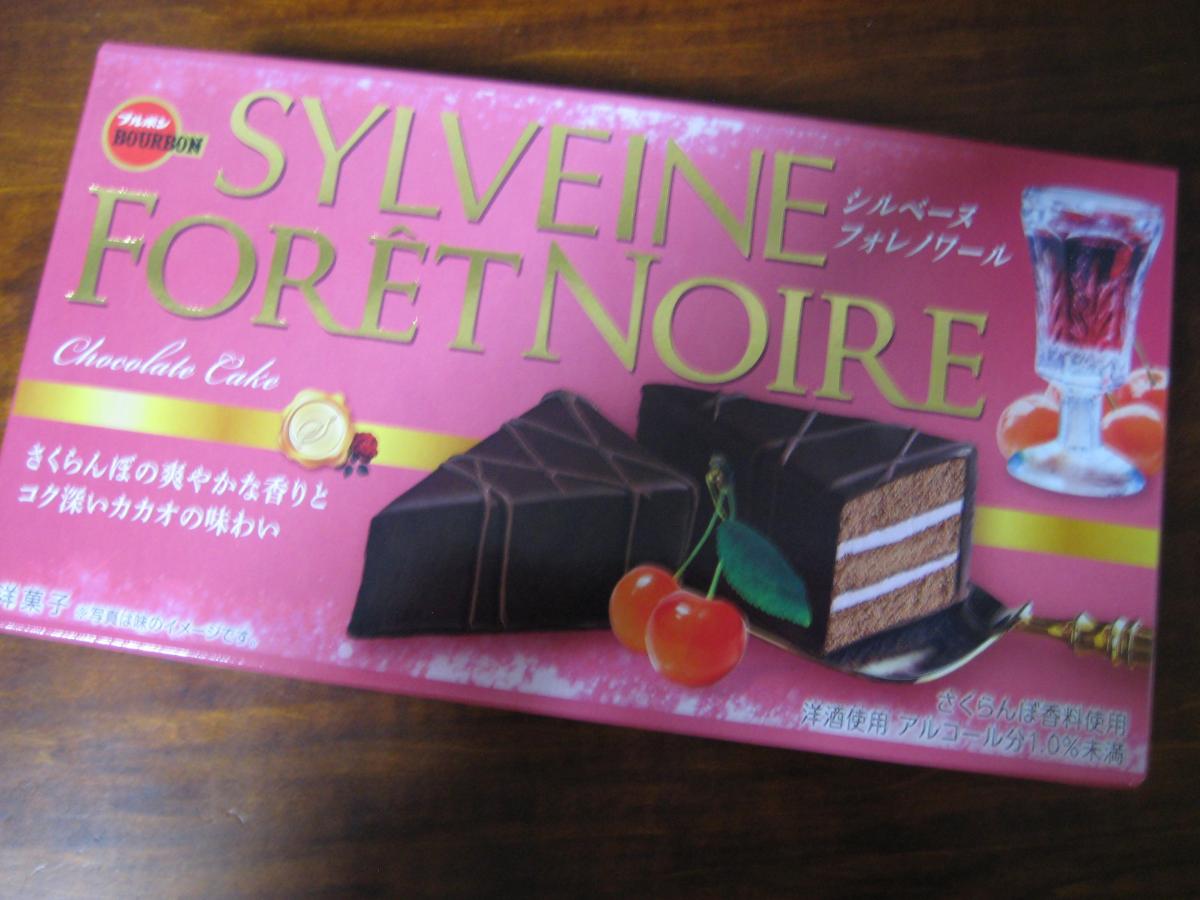 ブルボン
BOURBON
SYLVEINE
FORÊT NOIRE
シルベーヌ
フォレノワール
Chocolate Cake
さくらんぼの爽やかな香りと
コク深いカカオの味わい
洋菓子 ※写真は味のイメージです。
さくらんぼ香料使用
洋酒使用 アルコール分1.0%未満